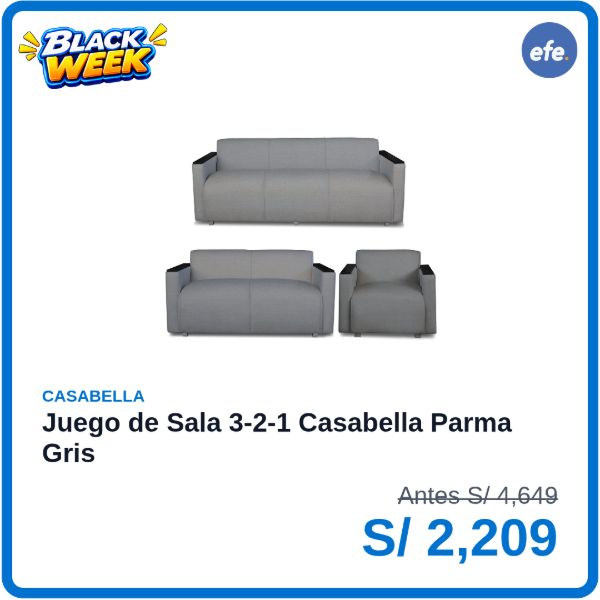 BLACK
WEEK
efe.
CASABELLA
Juego de Sala 3-2-1 Casabella Parma
Gris
Antes S/ 4,649
S/ 2,209